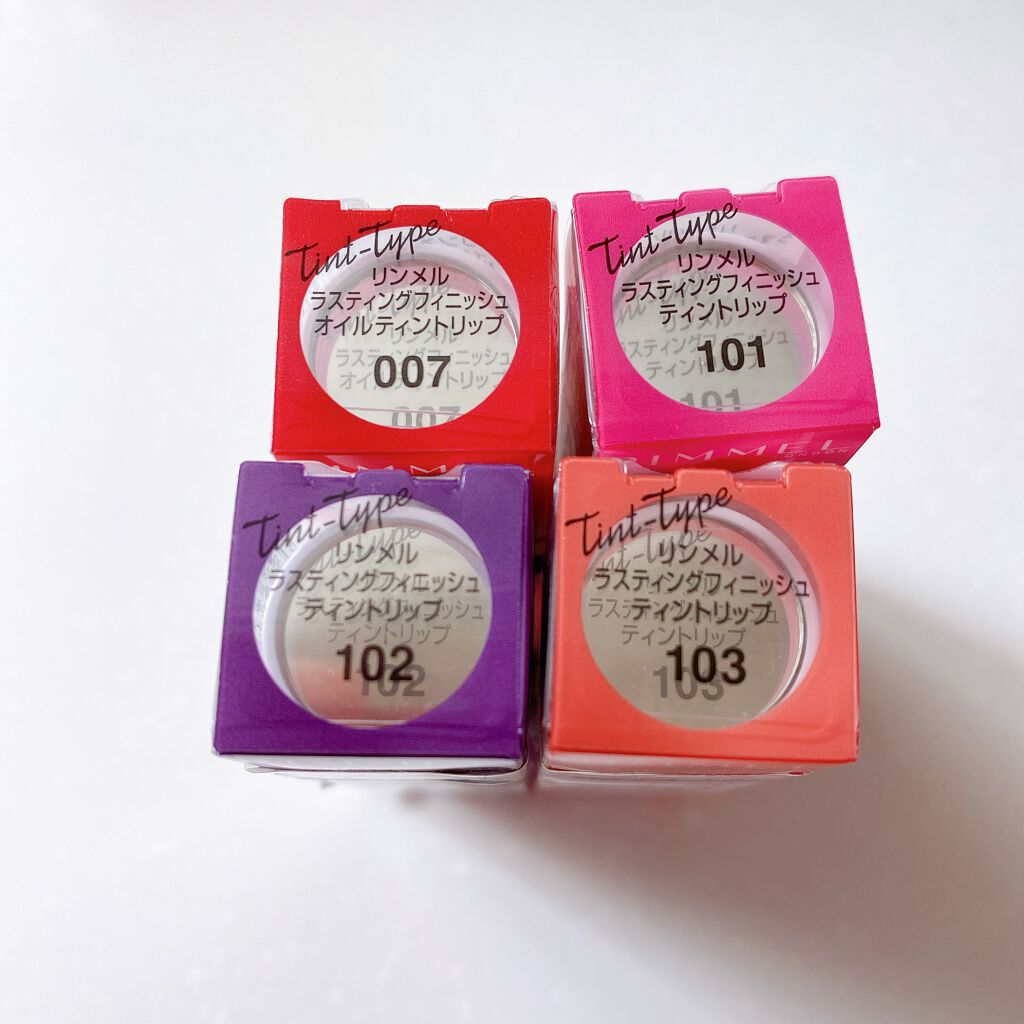 Tint-Type
リンメル
ラスティングフィニッシュ
オイルティントリップ
007
Tint-Type
リンメル
ラスティングフィニッシュ
ティントリップ
101
RIMMEL
LONDON
Tint-Type
リンメル
ラスティングフィニッシュ
ティントリップ
102
Tint-Type
リンメル
ラスティングフィニッシュ
ティントリップ
103